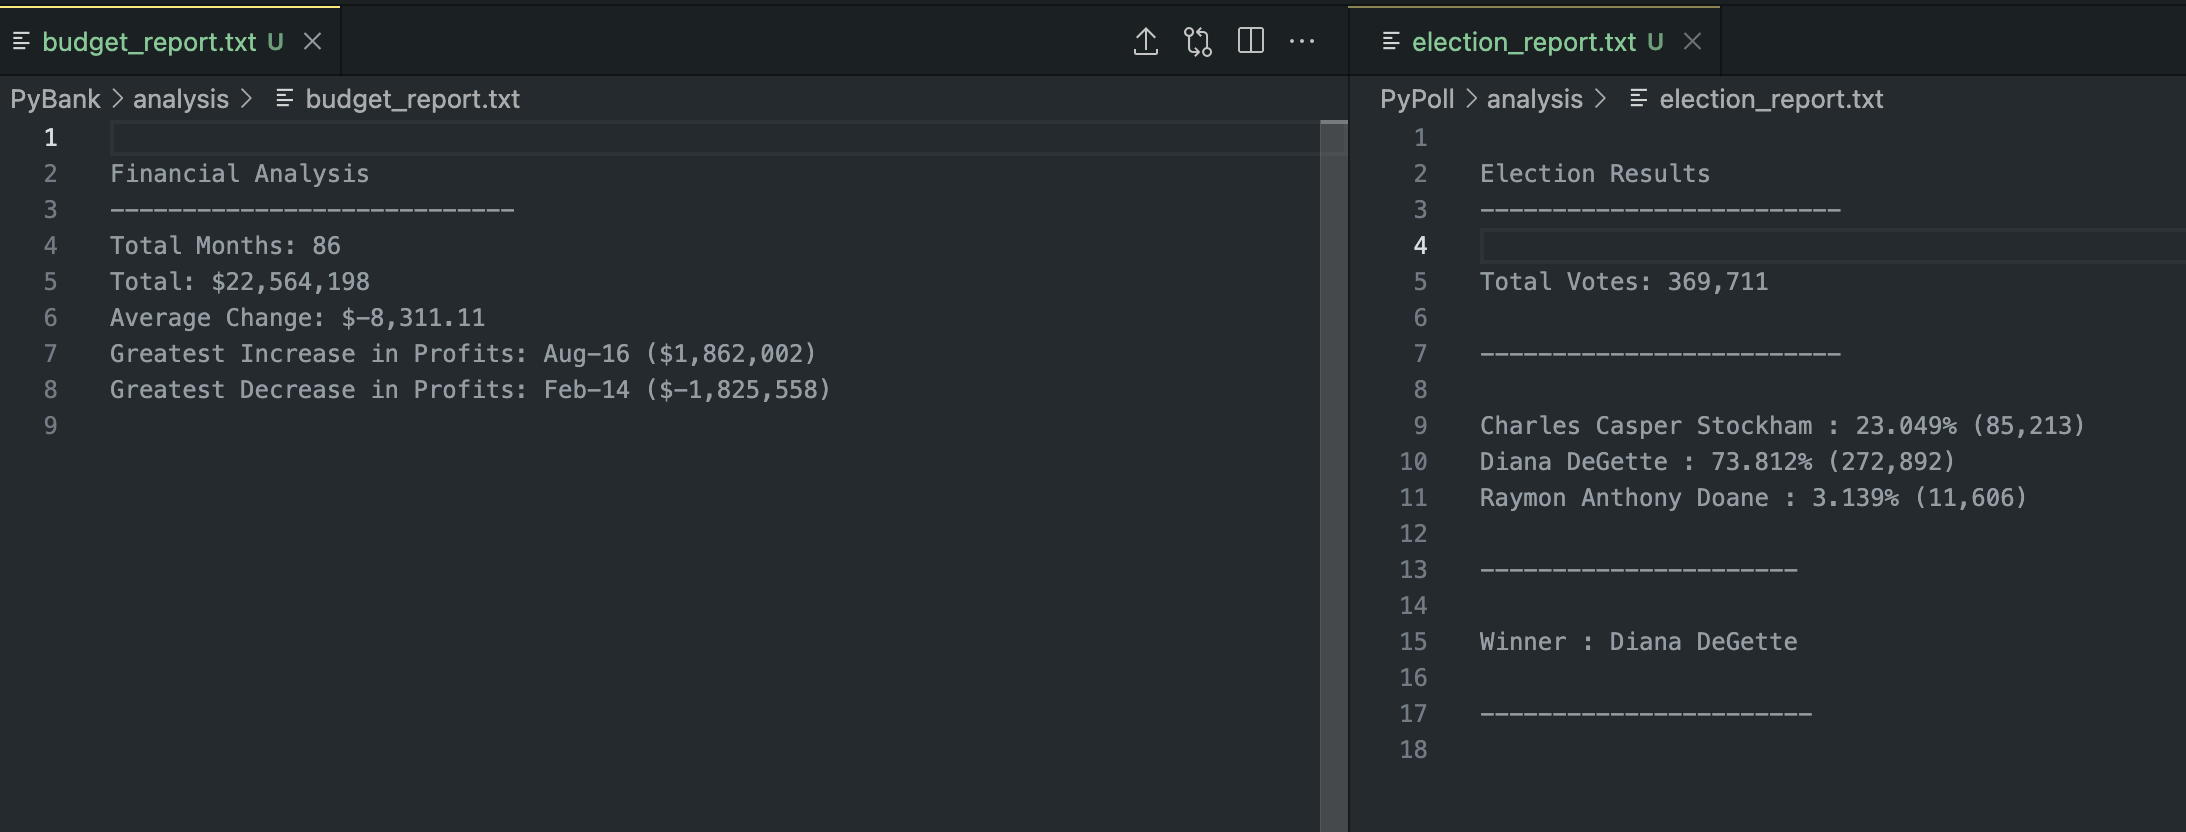 budget_report.txt U
PyBank > analysis > budget_report.txt
1
2 Financial Analysis
3 ----------------------------
4 Total Months: 86
5 Total: $22,564,198
6 Average Change: $-8,311.11
7 Greatest Increase in Profits: Aug-16 ($1,862,002)
8 Greatest Decrease in Profits: Feb-14 ($-1,825,558)
9
election_report.txt U
PyPoll > analysis > election_report.txt
1
2 Election Results
3 -------------------------
4
5 Total Votes: 369,711
6
7 -------------------------
8
9 Charles Casper Stockham : 23.049% (85,213)
10 Diana DeGette : 73.812% (272,892)
11 Raymon Anthony Doane : 3.139% (11,606)
12
13 ----------------------
14
15 Winner : Diana DeGette
16
17 -----------------------
18